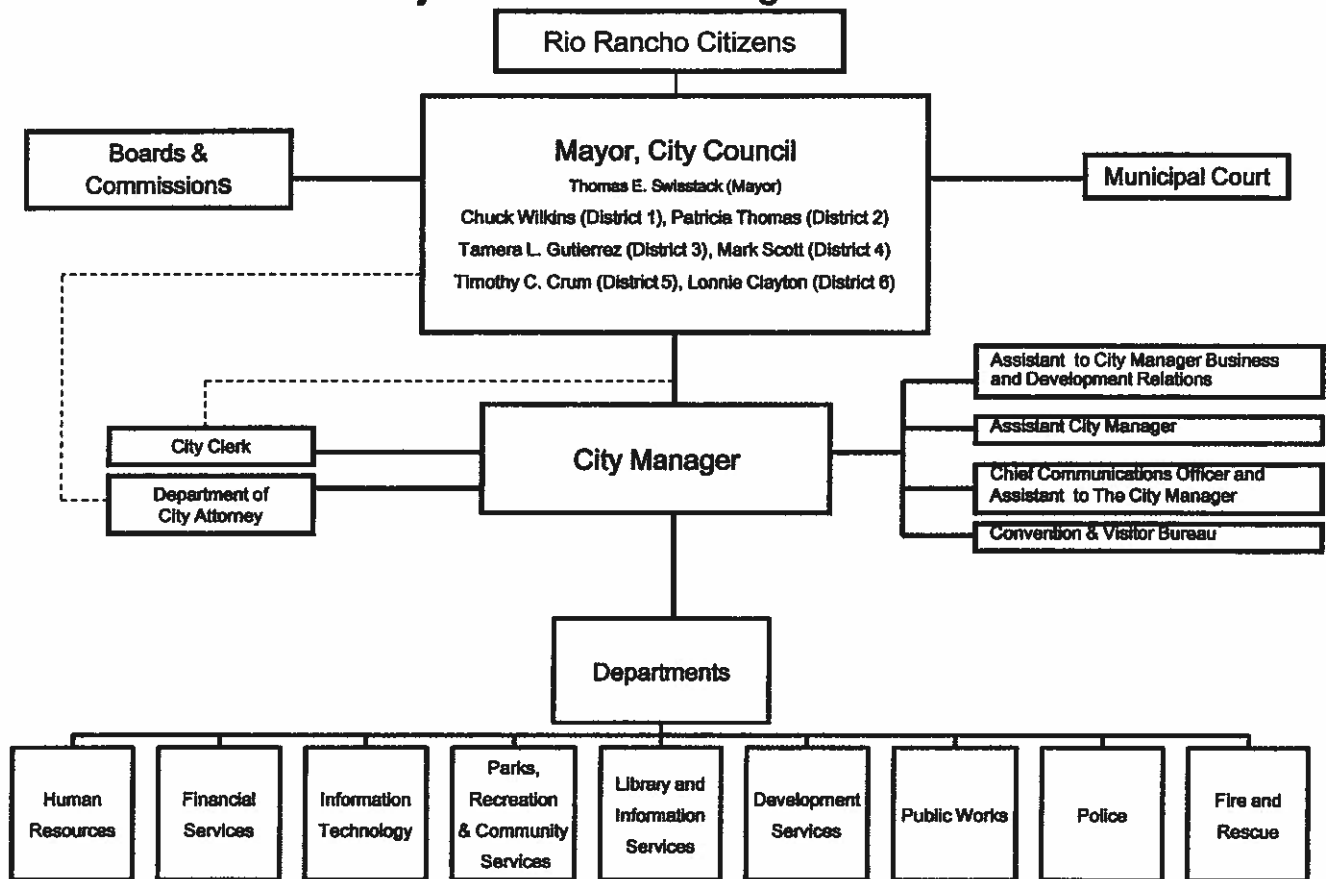 Rio Rancho Citizens
Mayor, City Council
Thomas E. Swisstack (Mayor)
Chuck Wilkins (District 1), Patricia Thomas (District 2)
Tamera L. Gutierrez (District 3), Mark Scott (District 4)
Timothy C. Crum (District 5), Lonnie Clayton (District 6)
Boards &
Commissions
Municipal Court
Assistant to City Manager Business
and Development Relations
Assistant City Manager
Chief Communications Officer and
Assistant to The City Manager
Convention & Visitor Bureau
City Clerk
Department of
City Attorney
City Manager
Departments
Human
Resources
Financial
Services
Information
Technology
Parks,
Recreation
& Community
Services
Library and
Information
Services
Development
Services
Public Works
Police
Fire and
Rescue